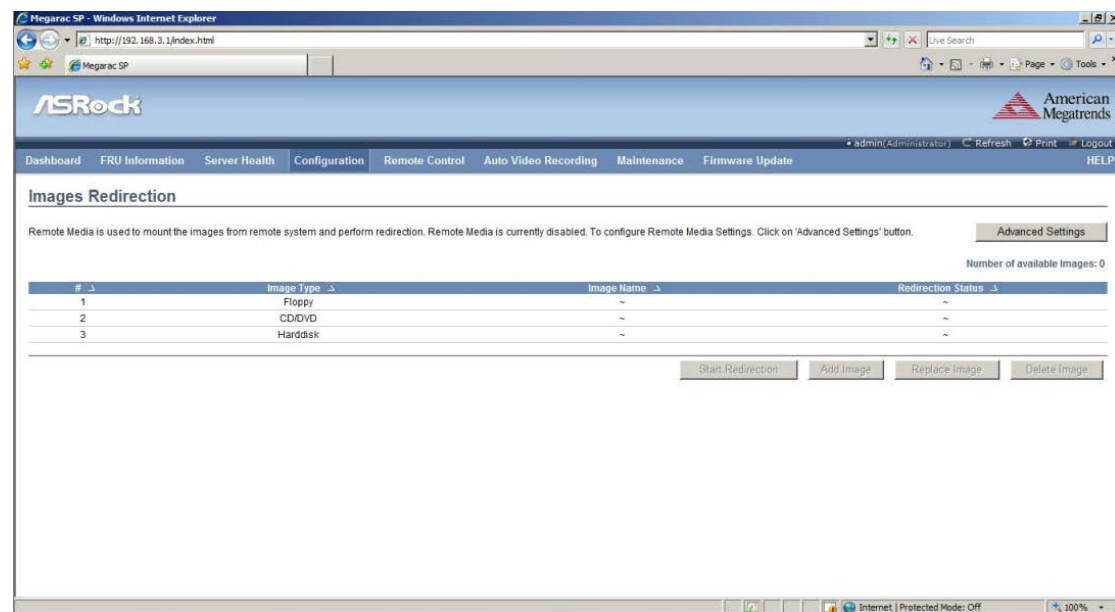 Megarac SP - Windows Internet Explorer
http://192.168.3.1/index.html
Live Search
Megarac SP
Page
Tools
ASRock
American
Megatrends
admin(Administrator) Refresh Print Logout
Dashboard FRU Information Server Health Configuration Remote Control Auto Video Recording Maintenance Firmware Update HELP
Images Redirection
Remote Media is used to mount the images from remote system and perform redirection. Remote Media is currently disabled. To configure Remote Media Settings. Click on 'Advanced Settings' button.
Advanced Settings
Number of available Images: 0
# Image Type Image Name Redirection Status
1 Floppy ~ ~
2 CD/DVD ~ ~
3 Harddisk ~ ~
Start Redirection Add Image Replace Image Delete Image
Internet | Protected Mode: Off 100%